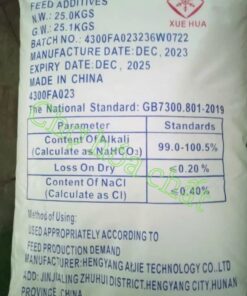 FEED ADDITIVES
N.W.: 25.0KGS
G.W.: 25.1KGS
XUE HUA
BATCH NO.: 4300FA023236W0722
MANUFACTURE DATE:DEC, 2023
EXPIRY DATE: DEC, 2025
MADE IN CHINA
4300FA023
The National Standard: GB7300.801-2019
Parameter Standards
Content Of Alkali
(Calculate as NaHCO₃) 99.0-100.5%
Loss On Dry ≤0.20%
Content Of NaCl
(Calculate as Cl) ≤0.40%
Method of Using:
USED APPROPRIATELY ACCORDING TO
FEED PRODUCTION DEMAND
MANUFACTURER: HENGYANG AIJIE TECHNOLOGY CO., LTD
ADD: JINJIALING ZHUHUI DISTRICT, HENGYANG CITY, HUNAN
PROVINCE, CHINA